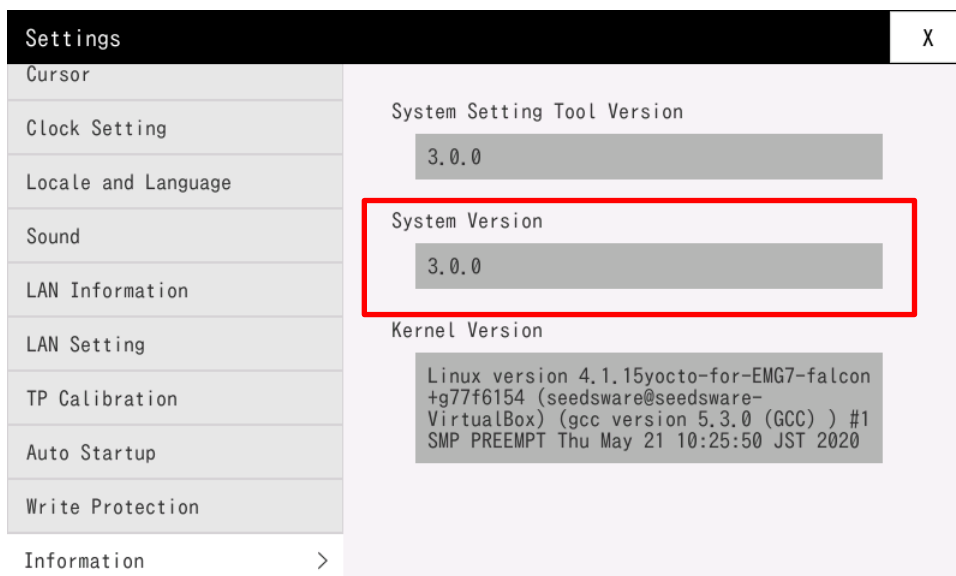 Settings
X
Cursor
Clock Setting
Locale and Language
Sound
LAN Information
LAN Setting
TP Calibration
Auto Startup
Write Protection
Information >
System Setting Tool Version
3.0.0
System Version
3.0.0
Kernel Version
Linux version 4.1.15yocto-for-EMG7-falcon
+g77f6154 (seedsware@seedsware-
VirtualBox) (gcc version 5.3.0 (GCC) ) #1
SMP PREEMPT Thu May 21 10:25:50 JST 2020